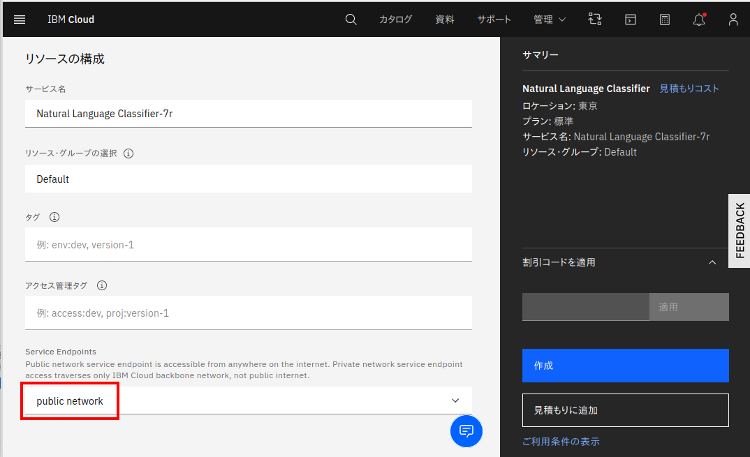 IBM Cloud
カタログ
資料
サポート
管理
リソースの構成
サービス名
Natural Language Classifier-7r
リソース・グループの選択
Default
タグ
例: env:dev, version-1
アクセス管理タグ
例: access:dev, proj:version-1
Service Endpoints
Public network service endpoint is accessible from anywhere on the internet. Private network service endpoint
access traverses only IBM Cloud backbone network, not public internet.
public network
サマリー
Natural Language Classifier 見積もりコスト
ロケーション: 東京
プラン: 標準
サービス名: Natural Language Classifier-7r
リソース・グループ: Default
割引コードを適用
適用
作成
見積もりに追加
ご利用条件の表示
FEEDBACK